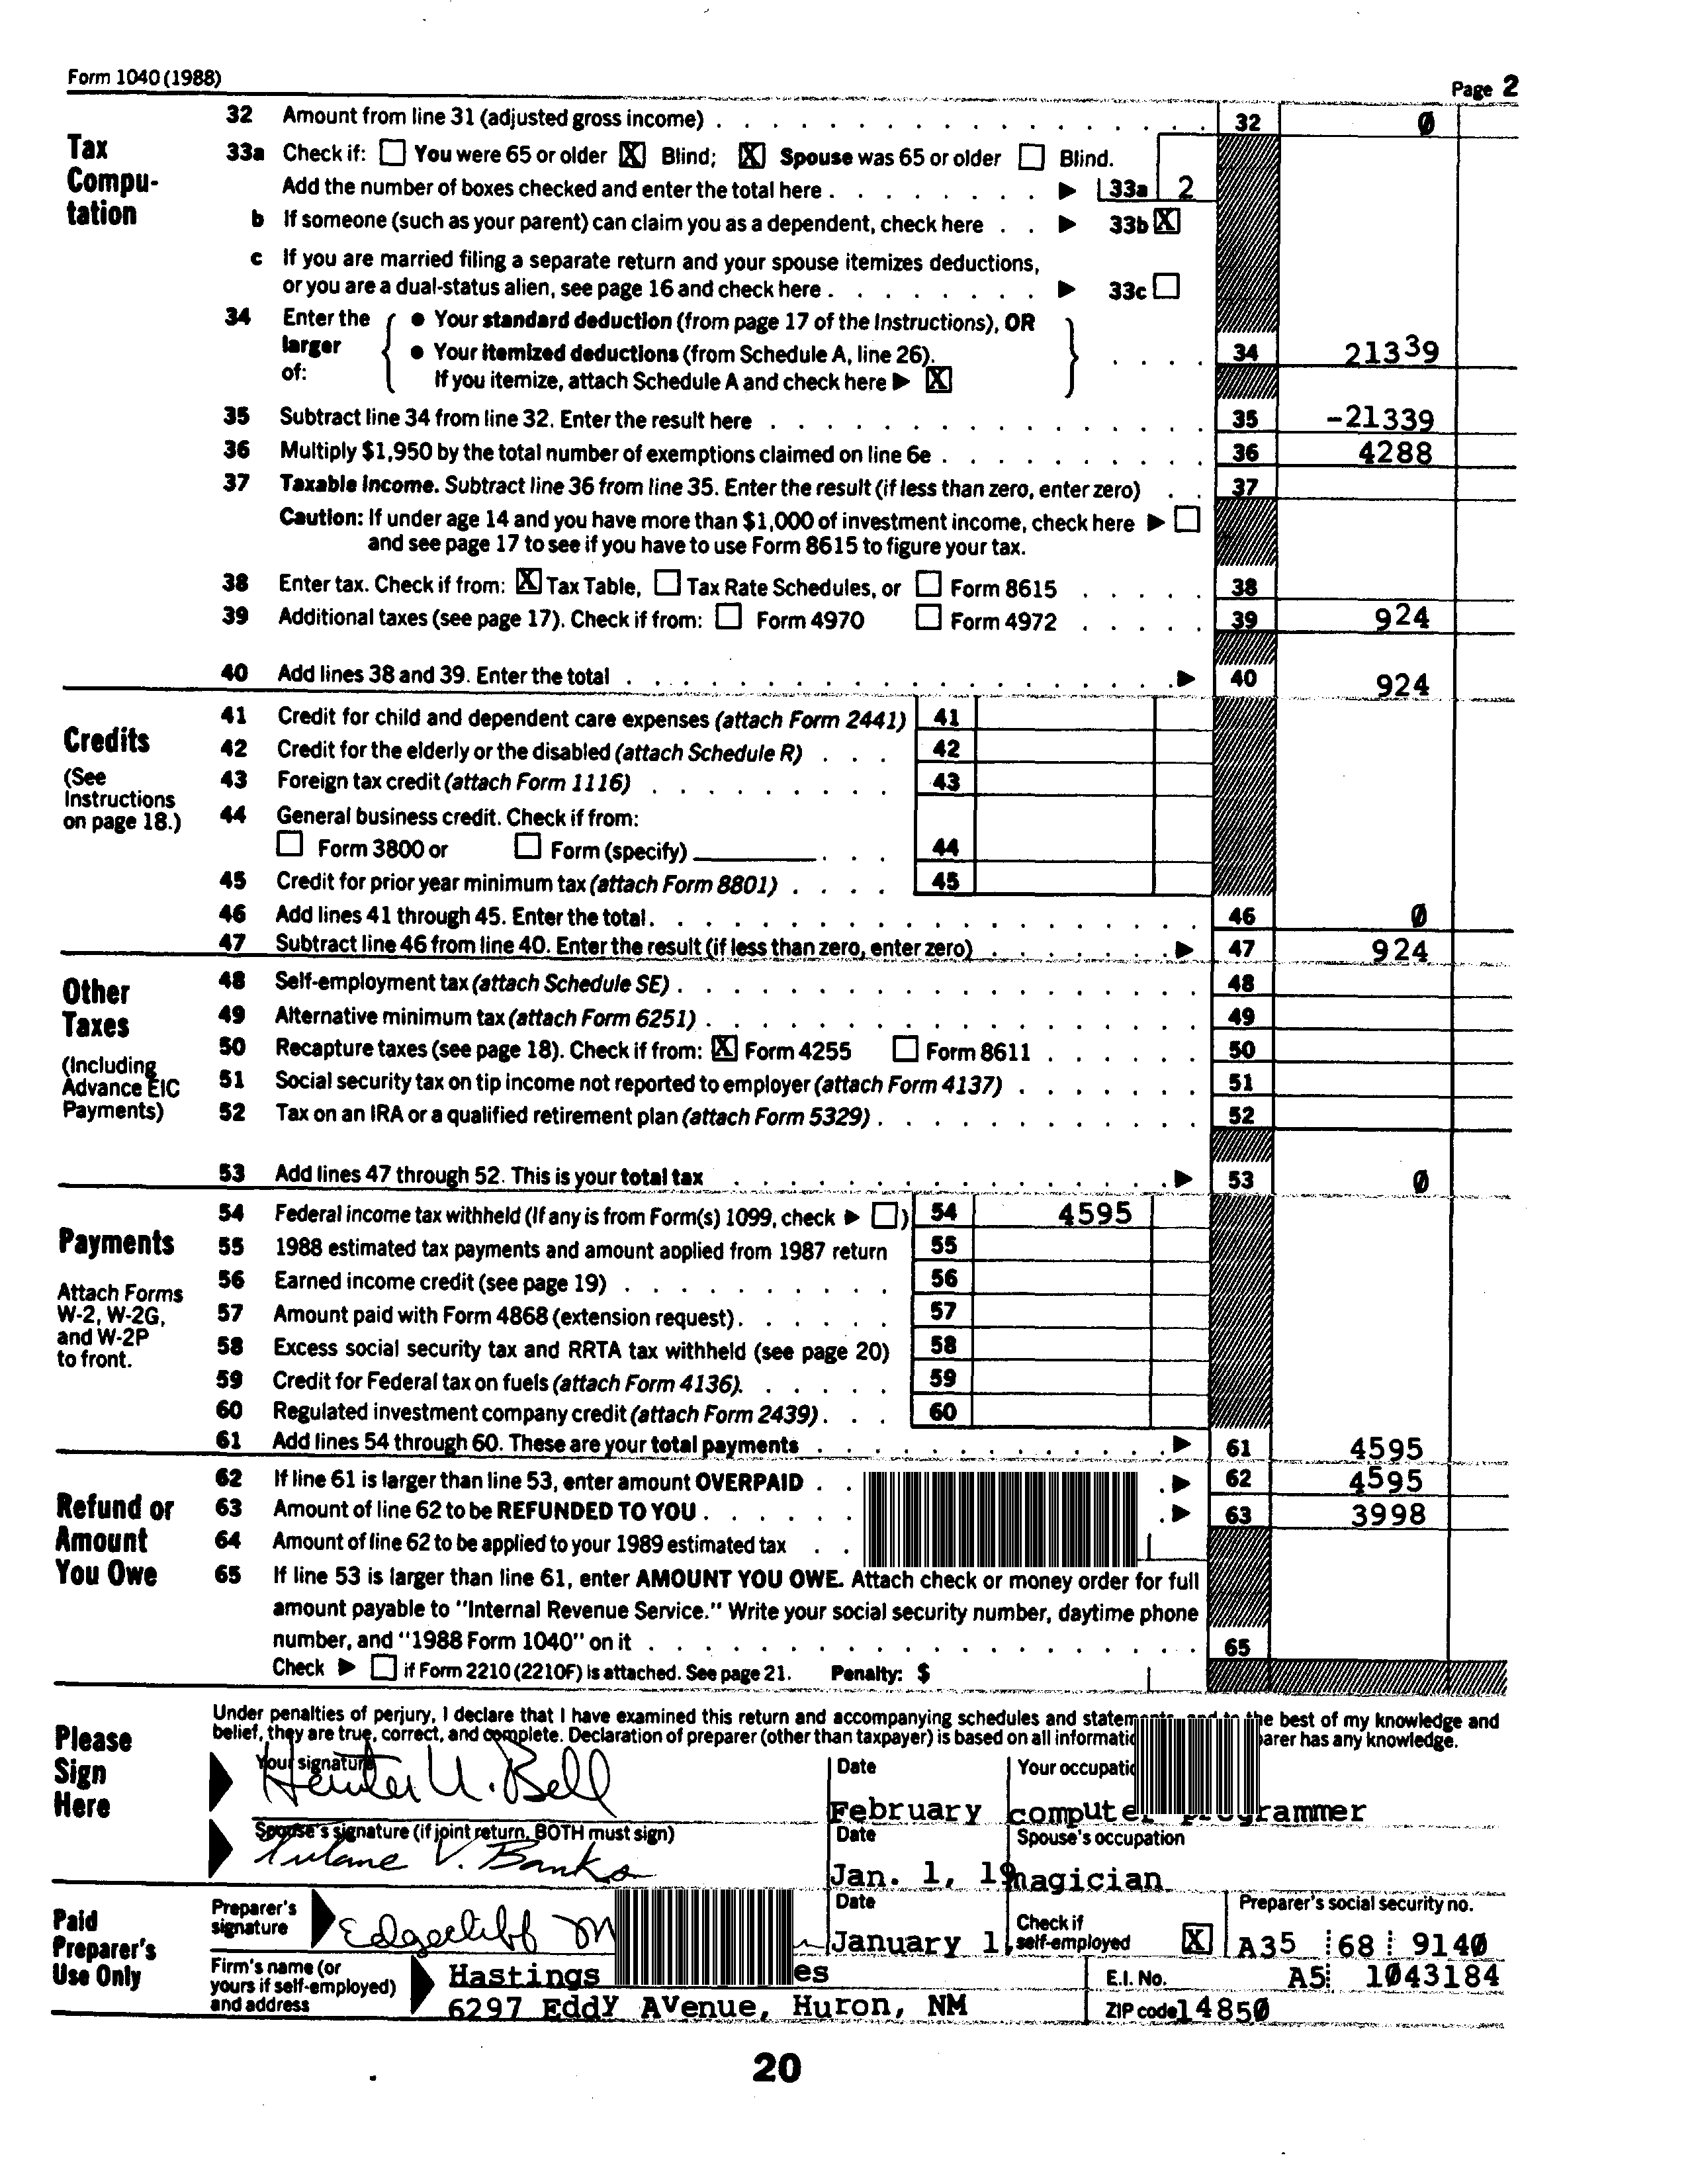 Form 1040 (1988) Page 2
Tax Compu-tation
32 Amount from line 31 (adjusted gross income) 32 0
33a Check if: You were 65 or older X Blind; X Spouse was 65 or older Blind.
Add the number of boxes checked and enter the total here 33a 2
b If someone (such as your parent) can claim you as a dependent, check here 33b X
c If you are married filing a separate return and your spouse itemizes deductions,
or you are a dual-status alien, see page 16 and check here 33c
34 Enter the larger of: • Your standard deduction (from page 17 of the Instructions), OR
• Your itemized deductions (from Schedule A, line 26). 34 21339
If you itemize, attach Schedule A and check here X
35 Subtract line 34 from line 32. Enter the result here 35 -21339
36 Multiply $1,950 by the total number of exemptions claimed on line 6e 36 4288
37 Taxable income. Subtract line 36 from line 35. Enter the result (if less than zero, enter zero) 37
Caution: If under age 14 and you have more than $1,000 of investment income, check here
and see page 17 to see if you have to use Form 8615 to figure your tax.
38 Enter tax. Check if from: X Tax Table, Tax Rate Schedules, or Form 8615 38
39 Additional taxes (see page 17). Check if from: Form 4970 Form 4972 39 924
40 Add lines 38 and 39. Enter the total 40 924
Credits
(See Instructions on page 18.)
41 Credit for child and dependent care expenses (attach Form 2441) 41
42 Credit for the elderly or the disabled (attach Schedule R) 42
43 Foreign tax credit (attach Form 1116) 43
44 General business credit. Check if from:
Form 3800 or Form (specify) 44
45 Credit for prior year minimum tax (attach Form 8801) 45
46 Add lines 41 through 45. Enter the total 46 0
47 Subtract line 46 from line 40. Enter the result (if less than zero, enter zero) 47 924
Other Taxes
(Including Advance EIC Payments)
48 Self-employment tax (attach Schedule SE) 48
49 Alternative minimum tax (attach Form 6251) 49
50 Recapture taxes (see page 18). Check if from: X Form 4255 Form 8611 50
51 Social security tax on tip income not reported to employer (attach Form 4137) 51
52 Tax on an IRA or a qualified retirement plan (attach Form 5329) 52
53 Add lines 47 through 52. This is your total tax 53 0
Payments
Attach Forms W-2, W-2G, and W-2P to front.
54 Federal income tax withheld (If any is from Form(s) 1099, check ) 54 4595
55 1988 estimated tax payments and amount applied from 1987 return 55
56 Earned income credit (see page 19) 56
57 Amount paid with Form 4868 (extension request) 57
58 Excess social security tax and RRTA tax withheld (see page 20) 58
59 Credit for Federal tax on fuels (attach Form 4136). 59
60 Regulated investment company credit (attach Form 2439) 60
61 Add lines 54 through 60. These are your total payments 61 4595
Refund or Amount You Owe
62 If line 61 is larger than line 53, enter amount OVERPAID 62 4595
63 Amount of line 62 to be REFUNDED TO YOU 63 3998
64 Amount of line 62 to be applied to your 1989 estimated tax
65 If line 53 is larger than line 61, enter AMOUNT YOU OWE. Attach check or money order for full
amount payable to "Internal Revenue Service." Write your social security number, daytime phone
number, and "1988 Form 1040" on it 65
Check if Form 2210 (2210F) is attached. See page 21. Penalty: $
Please Sign Here
Under penalties of perjury, I declare that I have examined this return and accompanying schedules and the best of my knowledge and
belief, they are true, correct, and complete. Declaration of preparer (other than taxpayer) is based on all has any knowledge.
Your signature Date Your
U. Bell February computer programmer
Spouse's signature (if joint return, BOTH must sign) Date Spouse's occupation
Tulane V. Banks Jan. 1, 19 magician
Paid Preparer's Use Only
Preparer's signature Edgecliff Date January 1, Check if self-employed X Preparer's social security no. A35 68 9140
Firm's name (or yours if self-employed) and address Hastings E.I. No. A5 1043184
6297 Eddy AVenue, Huron, NM ZIP code 14850
20